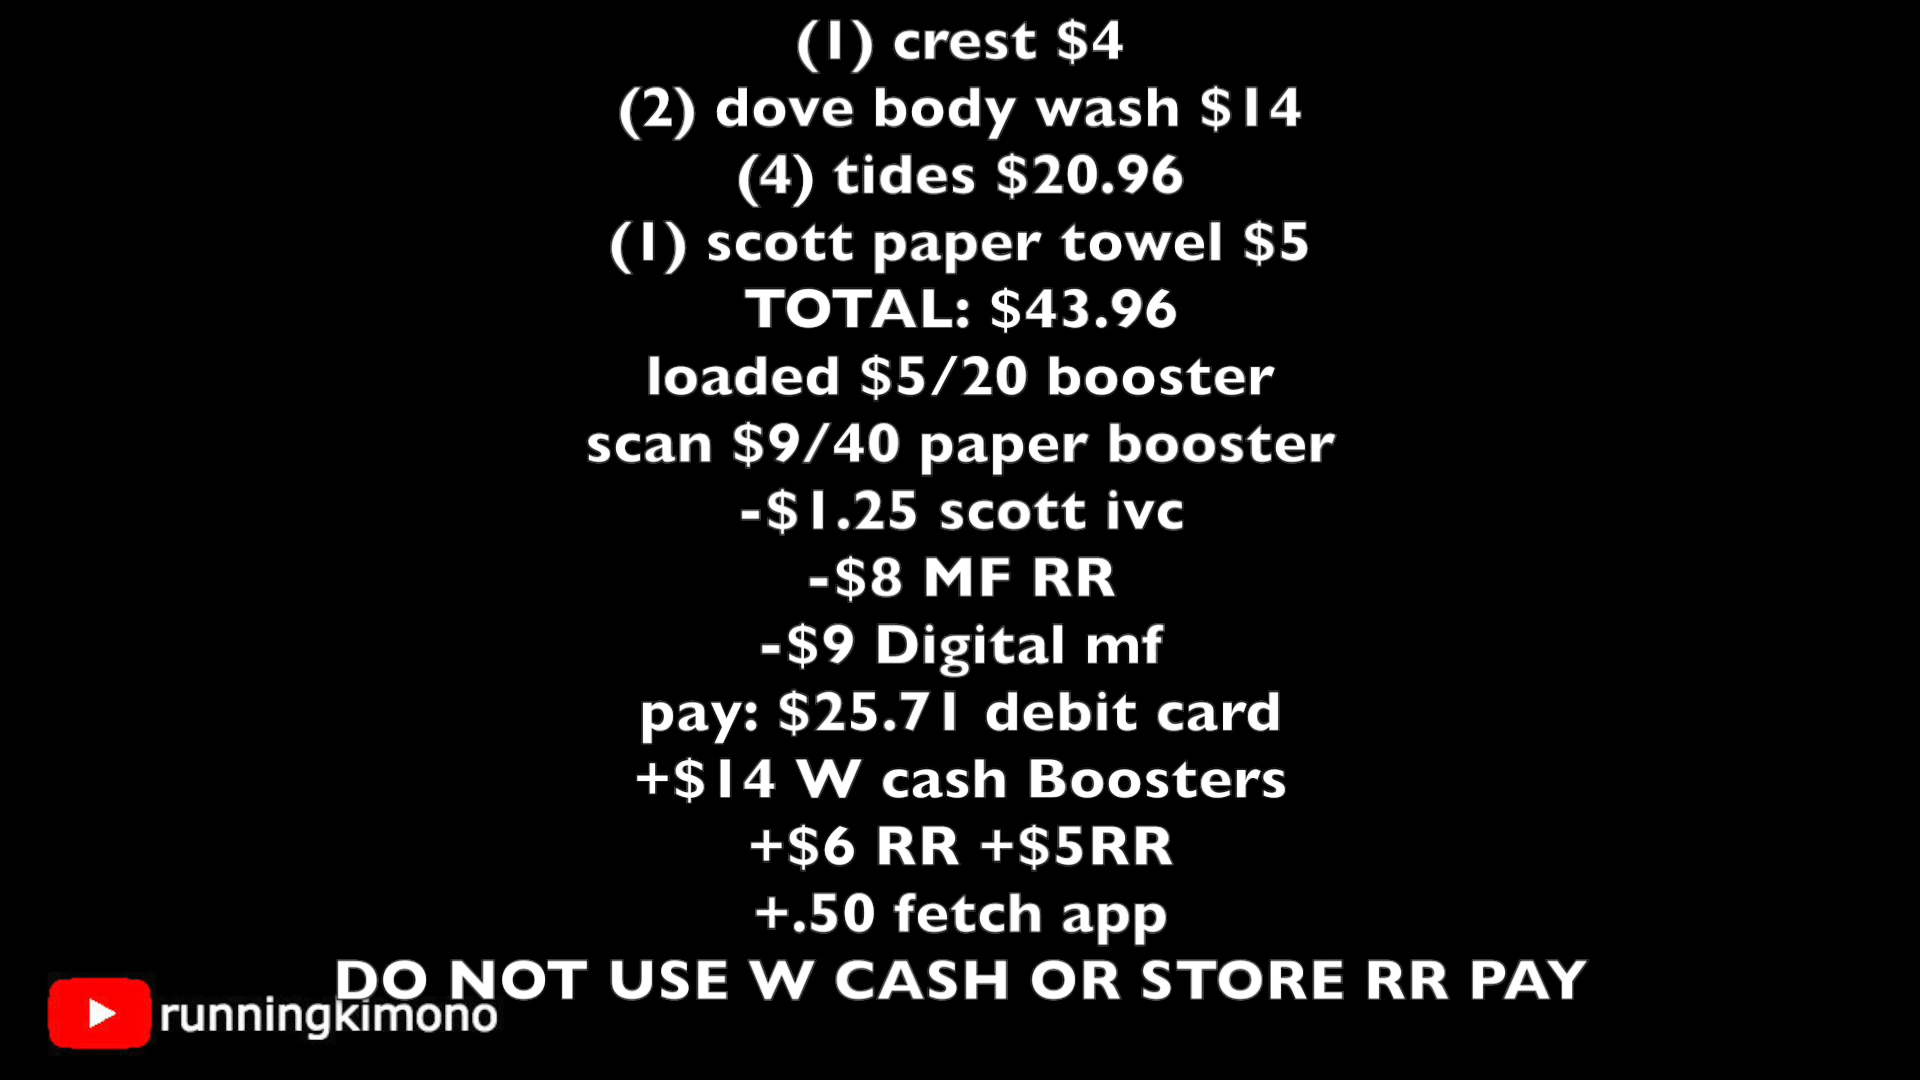 (1) crest $4
(2) dove body wash $14
(4) tides $20.96
(1) scott paper towel $5
TOTAL: $43.96
loaded $5/20 booster
scan $9/40 paper booster
-$1.25 scott ivc
-$8 MF RR
-$9 Digital mf
pay: $25.71 debit card
+$14 W cash Boosters
+$6 RR +$5RR
+.50 fetch app
DO NOT USE W CASH OR STORE RR PAY
runningkimono